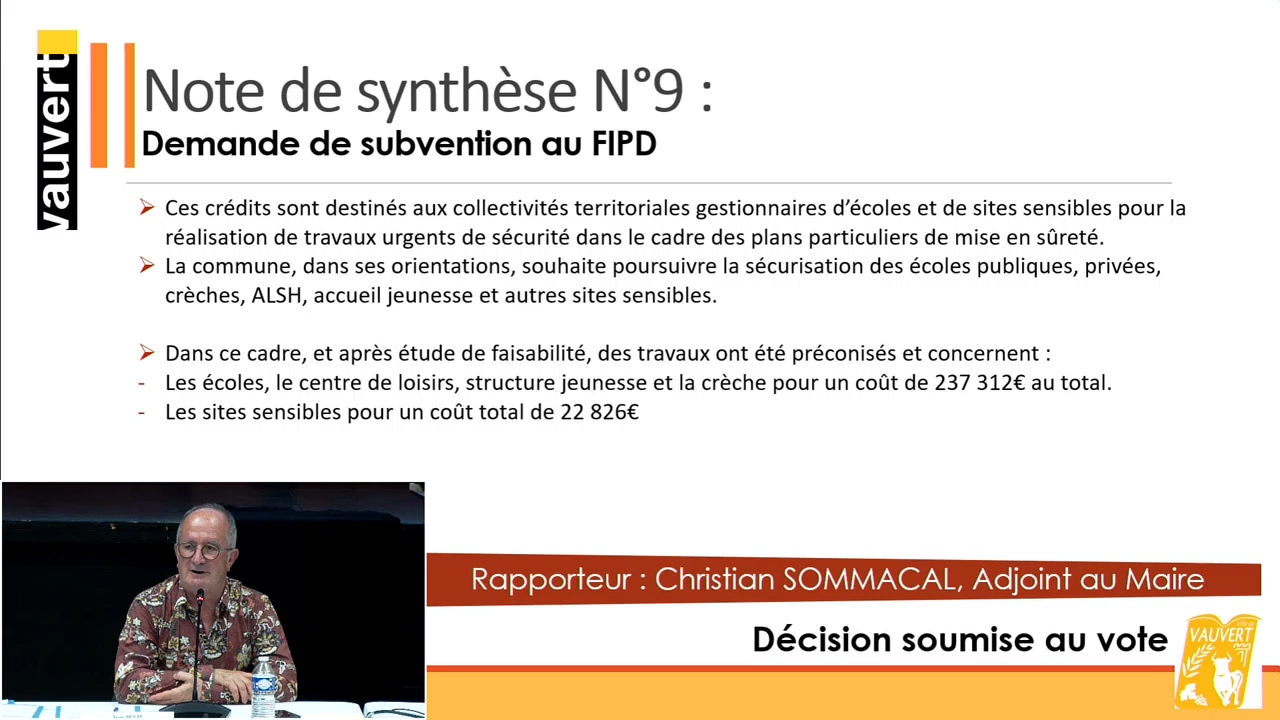 vauvert
Note de synthèse N°9 :
Demande de subvention au FIPD
➢ Ces crédits sont destinés aux collectivités territoriales gestionnaires d’écoles et de sites sensibles pour la
réalisation de travaux urgents de sécurité dans le cadre des plans particuliers de mise en sûreté.
➢ La commune, dans ses orientations, souhaite poursuivre la sécurisation des écoles publiques, privées,
crèches, ALSH, accueil jeunesse et autres sites sensibles.
➢ Dans ce cadre, et après étude de faisabilité, des travaux ont été préconisés et concernent :
- Les écoles, le centre de loisirs, structure jeunesse et la crèche pour un coût de 237 312€ au total.
- Les sites sensibles pour un coût total de 22 826€
Rapporteur : Christian SOMMACAL, Adjoint au Maire
Décision soumise au vote
VAUVERT